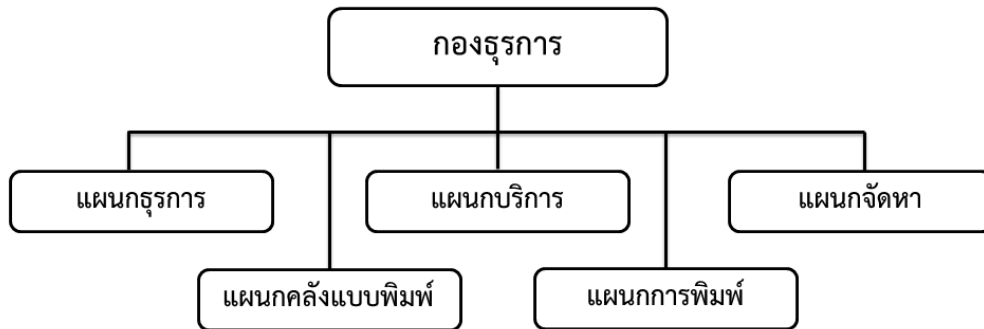 กองธุรการ
แผนกธุรการ
แผนกบริการ
แผนกจัดหา
แผนกคลังแบบพิมพ์
แผนกการพิมพ์